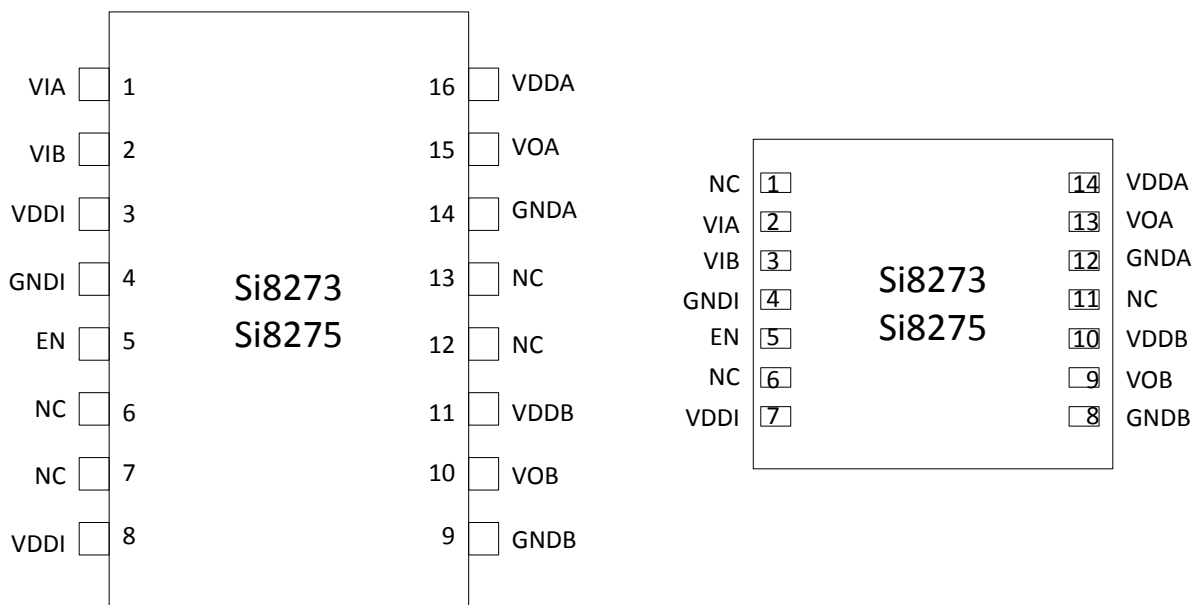 VIA 1 16 VDDA
VIB 2 15 VOA
VDDI 3 14 GNDA
GNDI 4 13 NC
EN 5 12 NC
NC 6 11 VDDB
NC 7 10 VOB
VDDI 8 9 GNDB
Si8273
Si8275
NC 1 14 VDDA
VIA 2 13 VOA
VIB 3 12 GNDA
GNDI 4 11 NC
EN 5 10 VDDB
NC 6 9 VOB
VDDI 7 8 GNDB
Si8273
Si8275